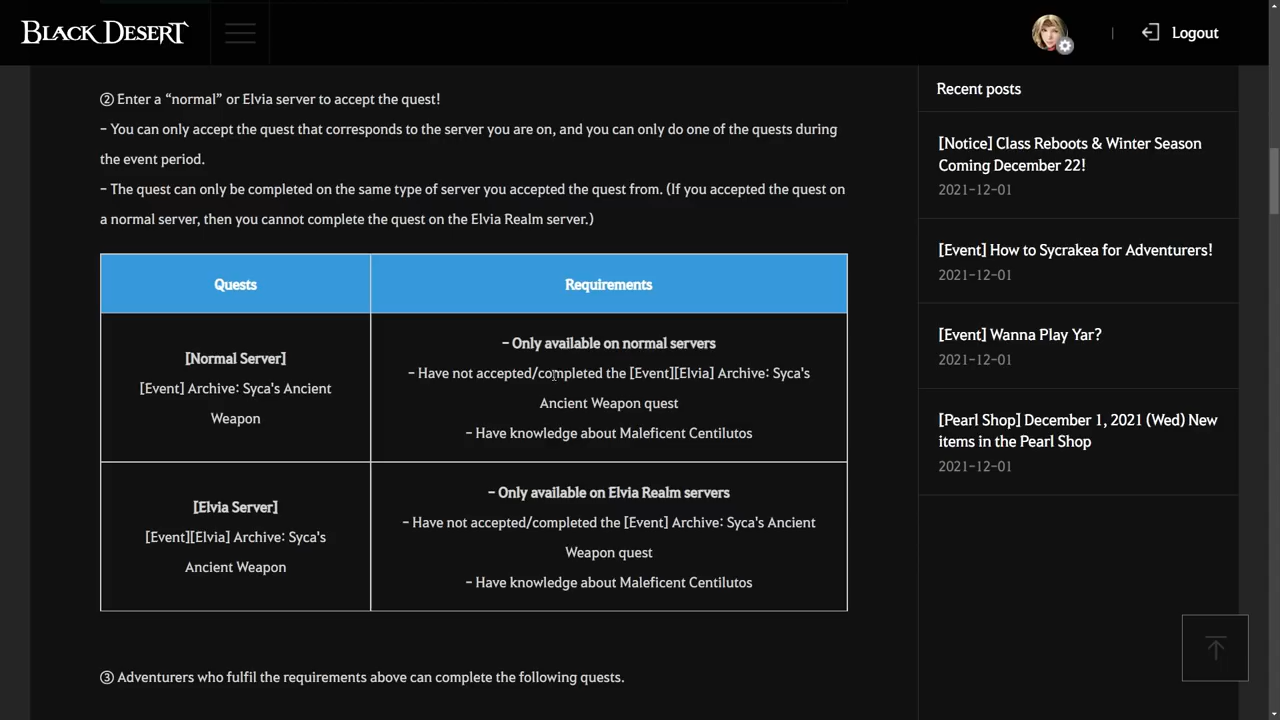 BLACK DESERT
Logout
② Enter a “normal” or Elvia server to accept the quest!
- You can only accept the quest that corresponds to the server you are on, and you can only do one of the quests during
the event period.
- The quest can only be completed on the same type of server you accepted the quest from. (If you accepted the quest on
a normal server, then you cannot complete the quest on the Elvia Realm server.)
Quests
Requirements
[Normal Server]
[Event] Archive: Syca's Ancient
Weapon
- Only available on normal servers
- Have not accepted/completed the [Event][Elvia] Archive: Syca's
Ancient Weapon quest
- Have knowledge about Maleficent Centilutos
[Elvia Server]
[Event][Elvia] Archive: Syca's
Ancient Weapon
- Only available on Elvia Realm servers
- Have not accepted/completed the [Event] Archive: Syca's Ancient
Weapon quest
- Have knowledge about Maleficent Centilutos
③ Adventurers who fulfil the requirements above can complete the following quests.
Recent posts
[Notice] Class Reboots & Winter Season
Coming December 22!
2021-12-01
[Event] How to Sycrakea for Adventurers!
2021-12-01
[Event] Wanna Play Yar?
2021-12-01
[Pearl Shop] December 1, 2021 (Wed) New
items in the Pearl Shop
2021-12-01